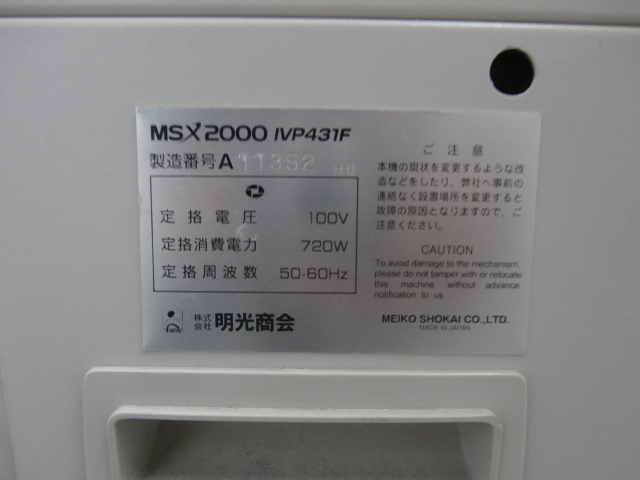 MSX2000 IVP431F
製造番号A 11352 HO
定格電圧 100V
定格消費電力 720W
定格周波数 50-60Hz
株式会社 明光商会
ご注意
本機の現状を変更するような改
造などをしたり、弊社へ事前の
連絡なく設置場所を変更すると
故障の原因となりますので、ご
注意ください。
CAUTION
To avoid damage to the mechanism,
please do not tamper with or relocate
this machine without advance
notification to us.
MEIKO SHOKAI CO.,LTD.
MADE IN JAPAN